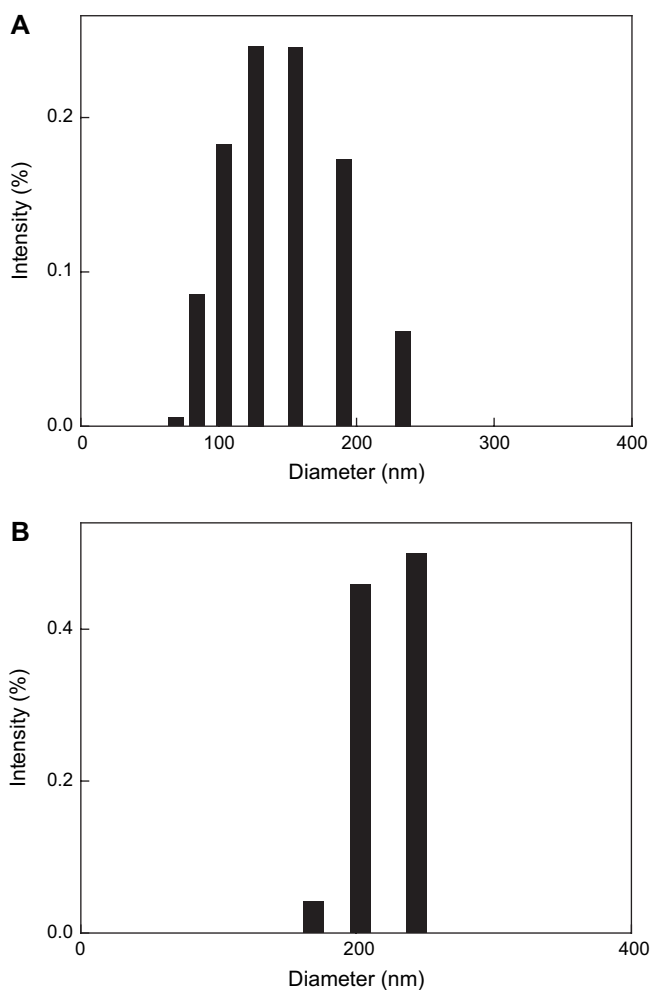 A
Intensity (%)
0.2
0.1
0.0
0 100 200 300 400
Diameter (nm)
B
Intensity (%)
0.4
0.2
0.0
0 200 400
Diameter (nm)